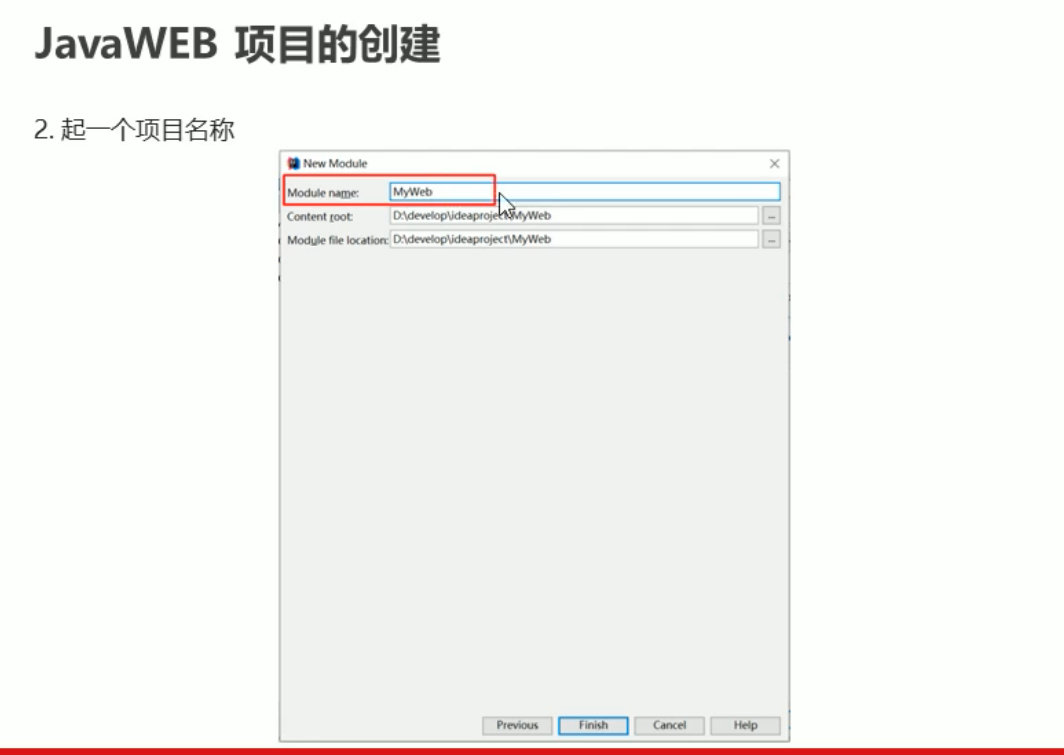 JavaWEB 项目的创建
2. 起一个项目名称
New Module
Module name: MyWeb
Content root: D:\develop\ideaproject\MyWeb ...
Module file location: D:\develop\ideaproject\MyWeb ...
Previous Finish Cancel Help